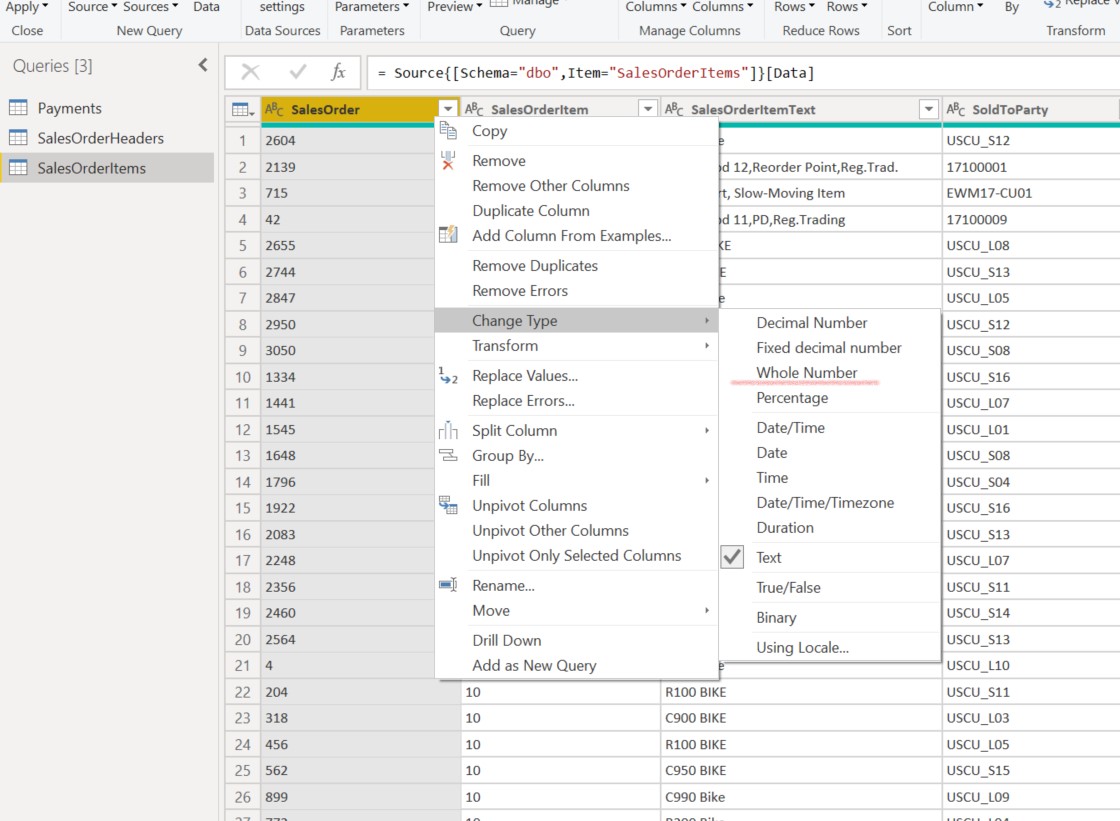 Apply Source Sources Data settings Parameters Preview Manage Columns Columns Rows Rows Column By Replace
Close New Query Data Sources Parameters Query Manage Columns Reduce Rows Sort Transform
Queries [3]
fx = Source{[Schema="dbo",Item="SalesOrderItems"]}[Data]
Payments
SalesOrderHeaders
SalesOrderItems
ABC SalesOrder ABC SalesOrderItem ABC SalesOrderItemText ABC SoldToParty
1 2604 e USCU_S12
2 2139 d 12,Reorder Point,Reg.Trad. 17100001
3 715 t, Slow-Moving Item EWM17-CU01
4 42 d 11,PD,Reg.Trading 17100009
5 2655 KE USCU_L08
6 2744 E USCU_S13
7 2847 e USCU_L05
8 2950 USCU_S12
9 3050 USCU_S08
10 1334 USCU_S16
11 1441 USCU_L07
12 1545 USCU_L01
13 1648 USCU_S08
14 1796 USCU_S04
15 1922 USCU_S16
16 2083 USCU_S13
17 2248 USCU_L07
18 2356 USCU_S11
19 2460 USCU_S14
20 2564 USCU_S13
21 4 e USCU_L10
22 204 10 R100 BIKE USCU_S11
23 318 10 C900 BIKE USCU_L03
24 456 10 R100 BIKE USCU_L05
25 562 10 C950 BIKE USCU_S15
26 899 10 C990 Bike USCU_L09
Copy
Remove
Remove Other Columns
Duplicate Column
Add Column From Examples...
Remove Duplicates
Remove Errors
Change Type
Transform
Replace Values...
Replace Errors...
Split Column
Group By...
Fill
Unpivot Columns
Unpivot Other Columns
Unpivot Only Selected Columns
Rename...
Move
Drill Down
Add as New Query
Decimal Number
Fixed decimal number
Whole Number
Percentage
Date/Time
Date
Time
Date/Time/Timezone
Duration
Text
True/False
Binary
Using Locale...